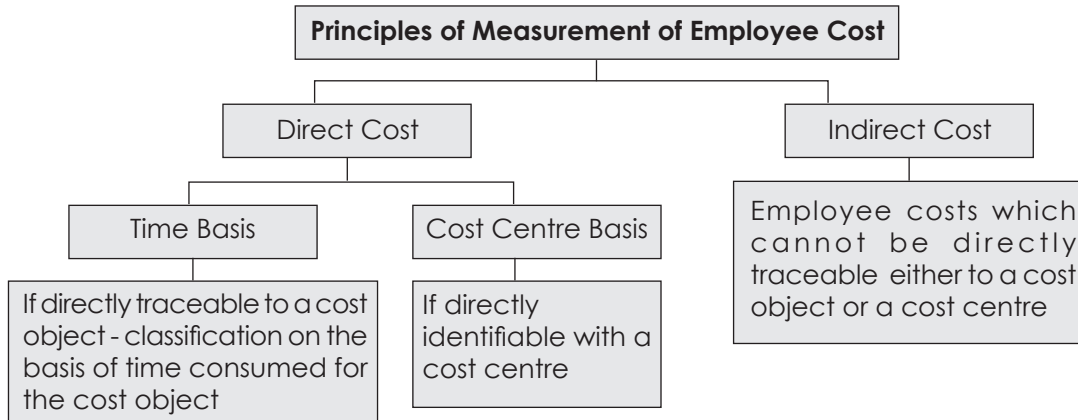 Principles of Measurement of Employee Cost
Direct Cost
Indirect Cost
Time Basis
Cost Centre Basis
If directly traceable to a cost
object - classification on the
basis of time consumed for
the cost object
If directly
identifiable with a
cost centre
Employee costs which
cannot be directly
traceable either to a cost
object or a cost centre